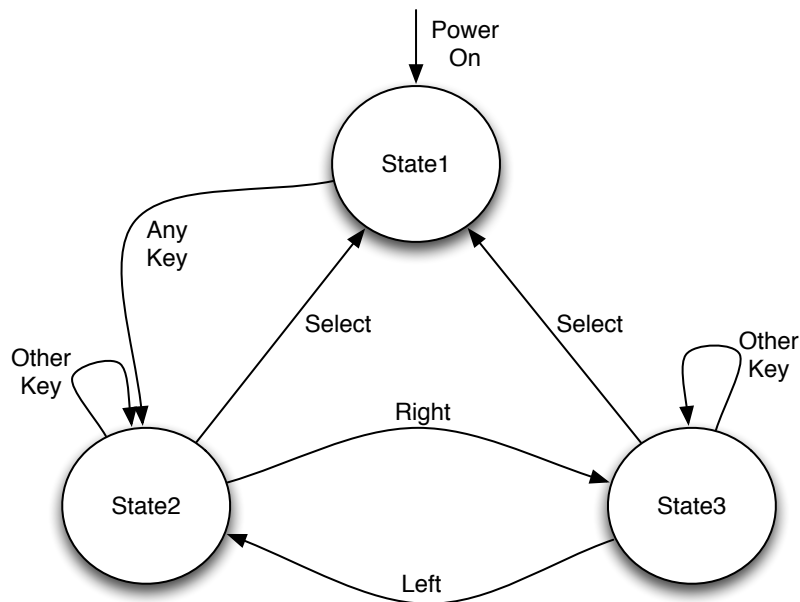 Power
On
State1
Any
Key
Select
Select
Other
Key
Other
Key
Right
State2
State3
Left